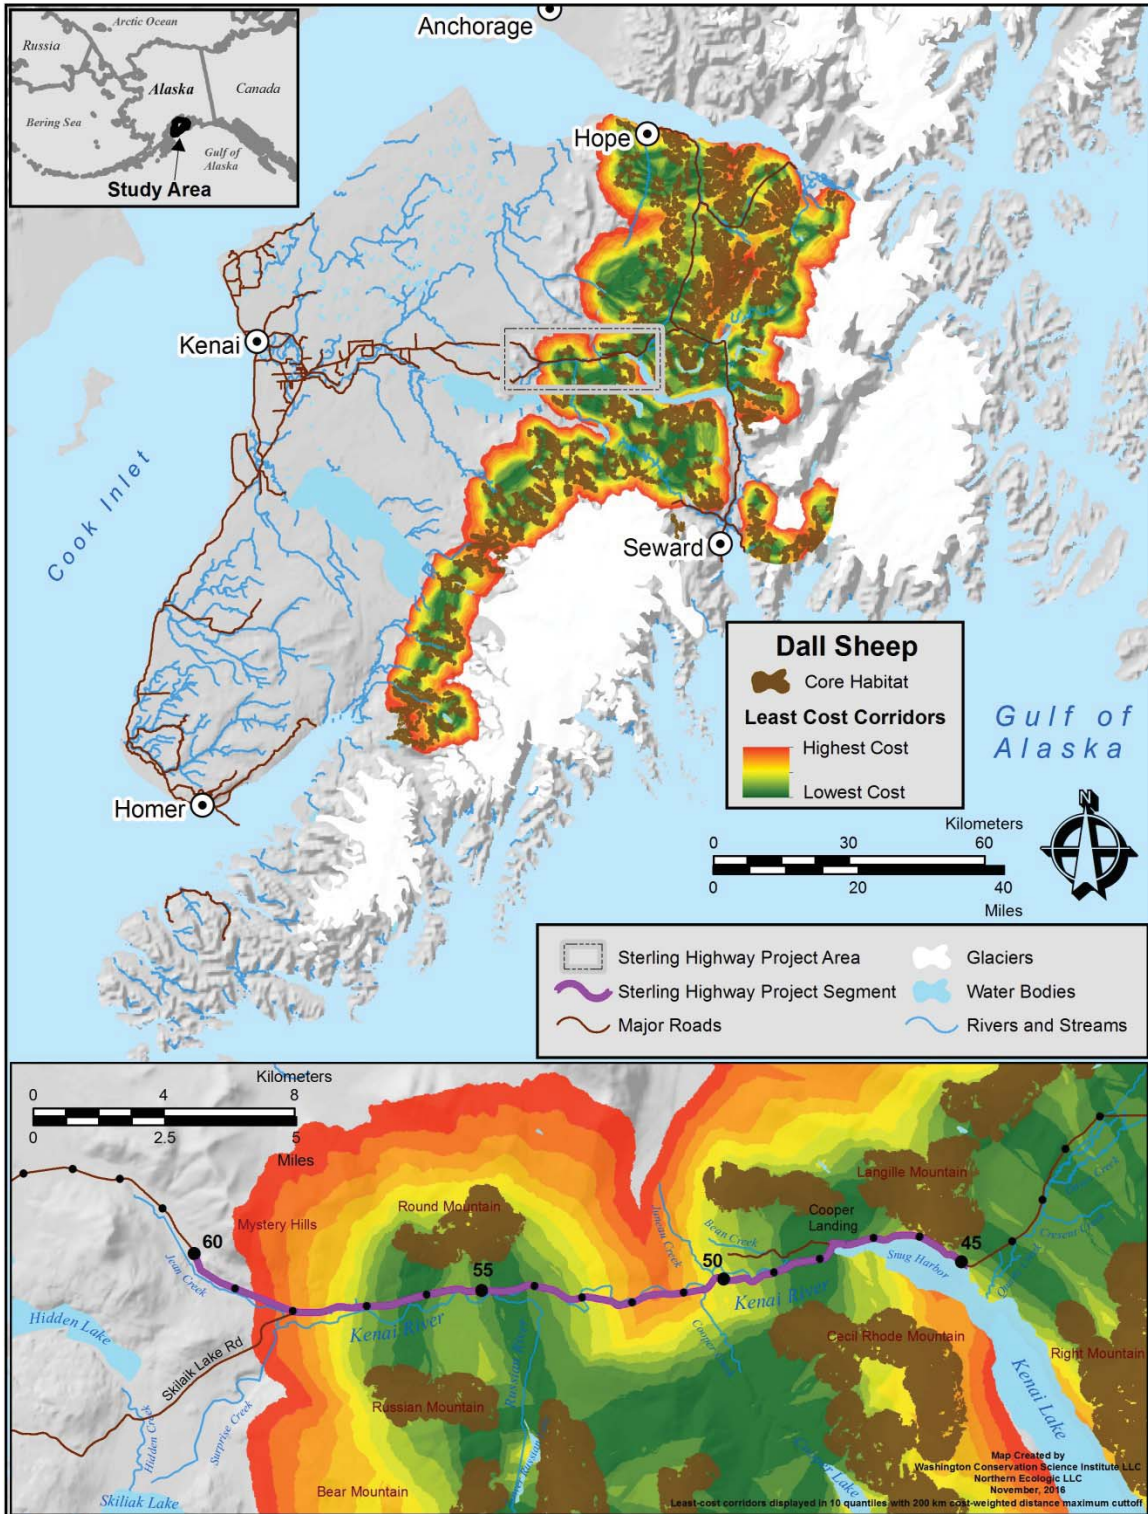 Arctic Ocean
Russia
Alaska
Canada
Bering Sea
Gulf of
Alaska
Study Area
Anchorage
Hope
Kenai
Cook Inlet
Seward
Homer
Gulf of
Alaska
Dall Sheep
Core Habitat
Least Cost Corridors
Highest Cost
Lowest Cost
N
Kilometers
0 30 60
0 20 40
Miles
Sterling Highway Project Area
Sterling Highway Project Segment
Major Roads
Glaciers
Water Bodies
Rivers and Streams
Kilometers
0 4 8
0 2.5 5
Miles
Mystery Hills
Round Mountain
Langille Mountain
Cooper
Landing
60
55
50
45
Jean Creek
Juneau Creek
Bean Creek
Snug Harbor
Kenai River
Kenai River
Russian River
Hidden Lake
Skilaik Lake Rd
Hidden Creek
Surprise Creek
Skiliak Lake
Russian Mountain
Bear Mountain
Cecil Rhode Mountain
Right Mountain
Kenai Lake
Map Created by
Washington Conservation Science Institute LLC
Northern Ecologic LLC
November, 2016
Least-cost corridors displayed in 10 quantiles with 200 km cost-weighted distance maximum cuttoff